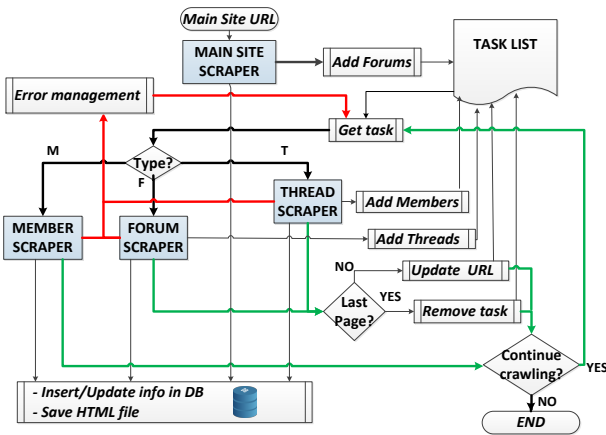 Main Site URL
MAIN SITE
SCRAPER
Add Forums
TASK LIST
Error management
Get task
M
Type?
T
F
THREAD
SCRAPER
Add Members
MEMBER
SCRAPER
FORUM
SCRAPER
Add Threads
NO
Update URL
Last
Page?
YES
Remove task
Continue
crawling?
YES
- Insert/Update info in DB
- Save HTML file
NO
END